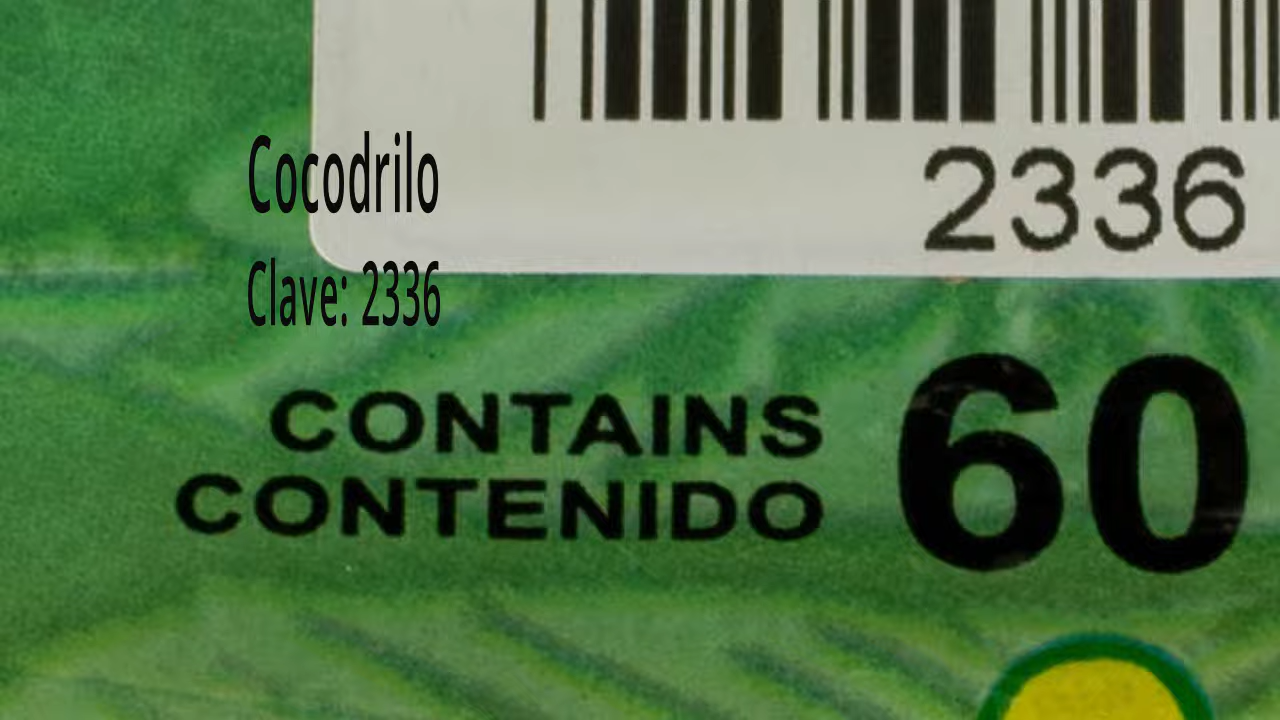 2336
Cocodrilo
Clave: 2336
CONTAINS
CONTENIDO
60